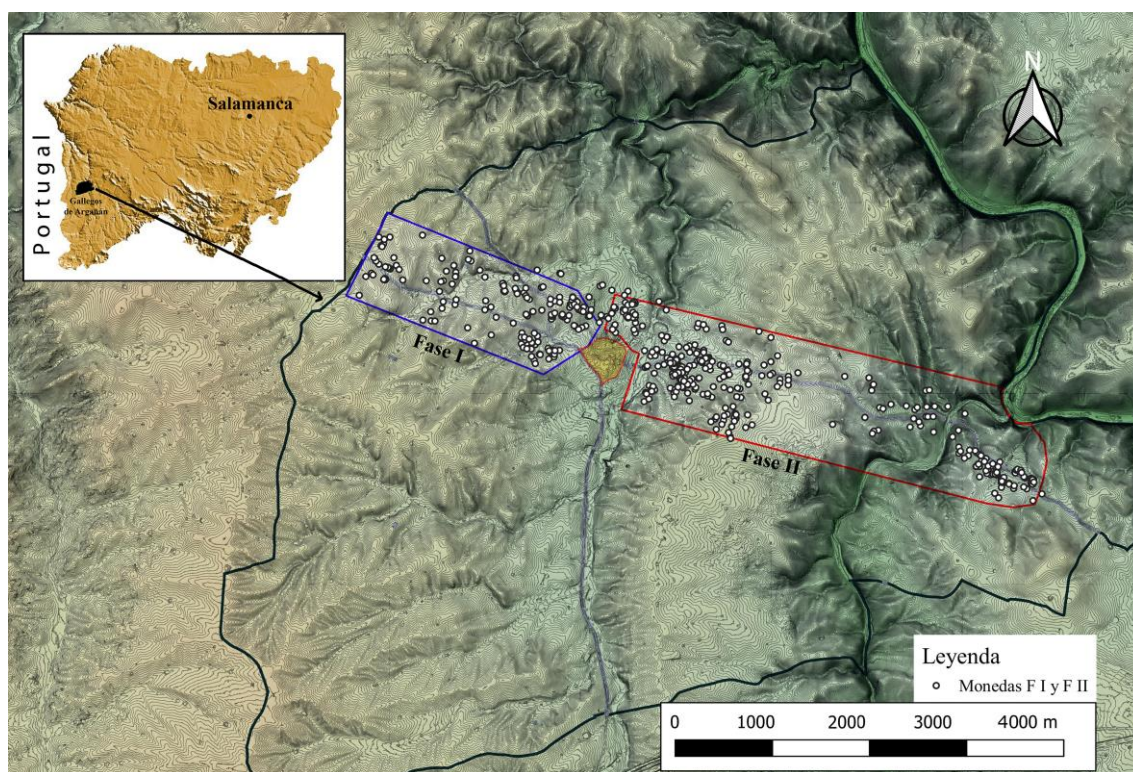 Salamanca
Portugal
Gallegos
de Argañán
N
Fase I
Fase II
Leyenda
Monedas F I y F II
0 1000 2000 3000 4000 m